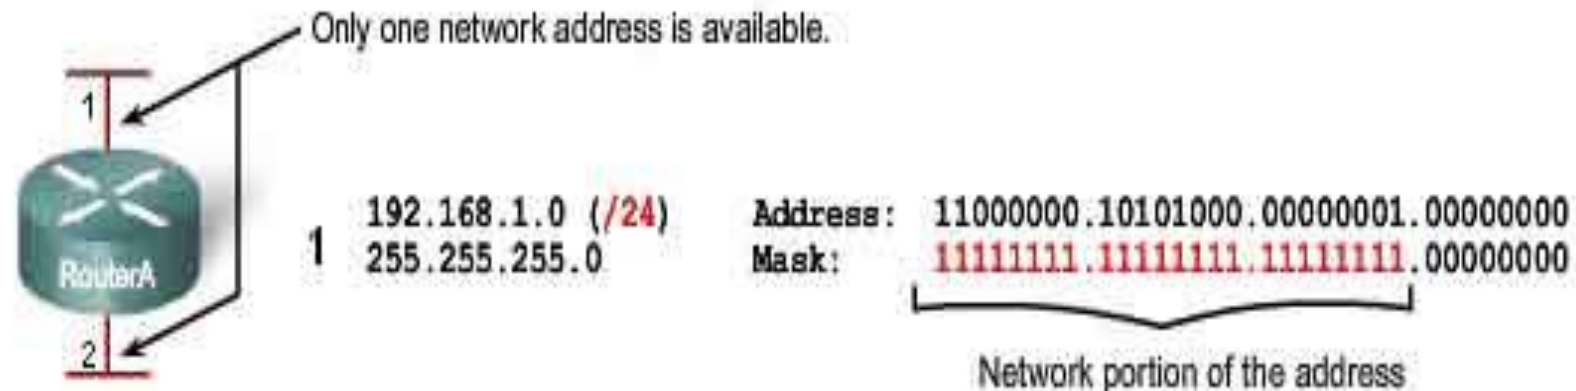 Only one network address is available.
1
RouterA
2
1
192.168.1.0 (/24)
255.255.255.0
Address: 11000000.10101000.00000001.00000000
Mask: 11111111.11111111.11111111.00000000
Network portion of the address